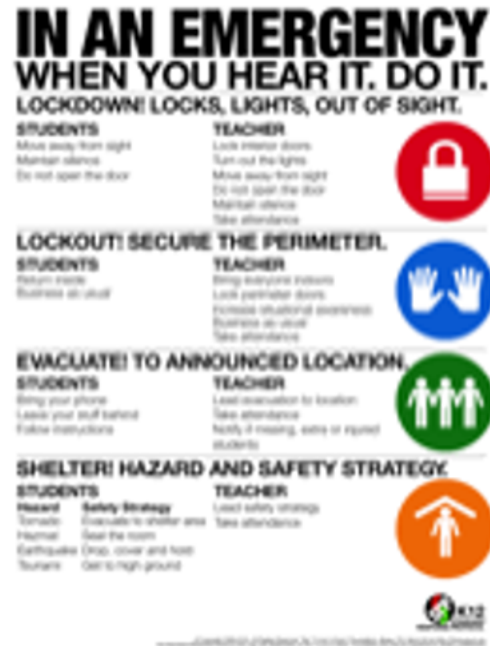 IN AN EMERGENCY
WHEN YOU HEAR IT. DO IT.
LOCKDOWN! LOCKS, LIGHTS, OUT OF SIGHT.
STUDENTS
Move away from sight
Maintain silence
Do not open the door
TEACHER
Lock interior doors
Turn out the lights
Move away from sight
Do not open the door
Maintain silence
Take attendance
LOCKOUT! SECURE THE PERIMETER.
STUDENTS
Return inside
Business as usual
TEACHER
Bring everyone indoors
Lock perimeter doors
Increase situational awareness
Business as usual
Take attendance
EVACUATE! TO ANNOUNCED LOCATION.
STUDENTS
Bring your phone
Leave your stuff behind
Follow instructions
TEACHER
Lead evacuation to location
Take attendance
Notify if missing, extra or injured
students
SHELTER! HAZARD AND SAFETY STRATEGY.
STUDENTS
Hazard Safety Strategy
Tornado Evacuate to shelter area
Hazmat Seal the room
Earthquake Drop, cover and hold
Tsunami Get to high ground
TEACHER
Lead safety strategy
Take attendance
K12